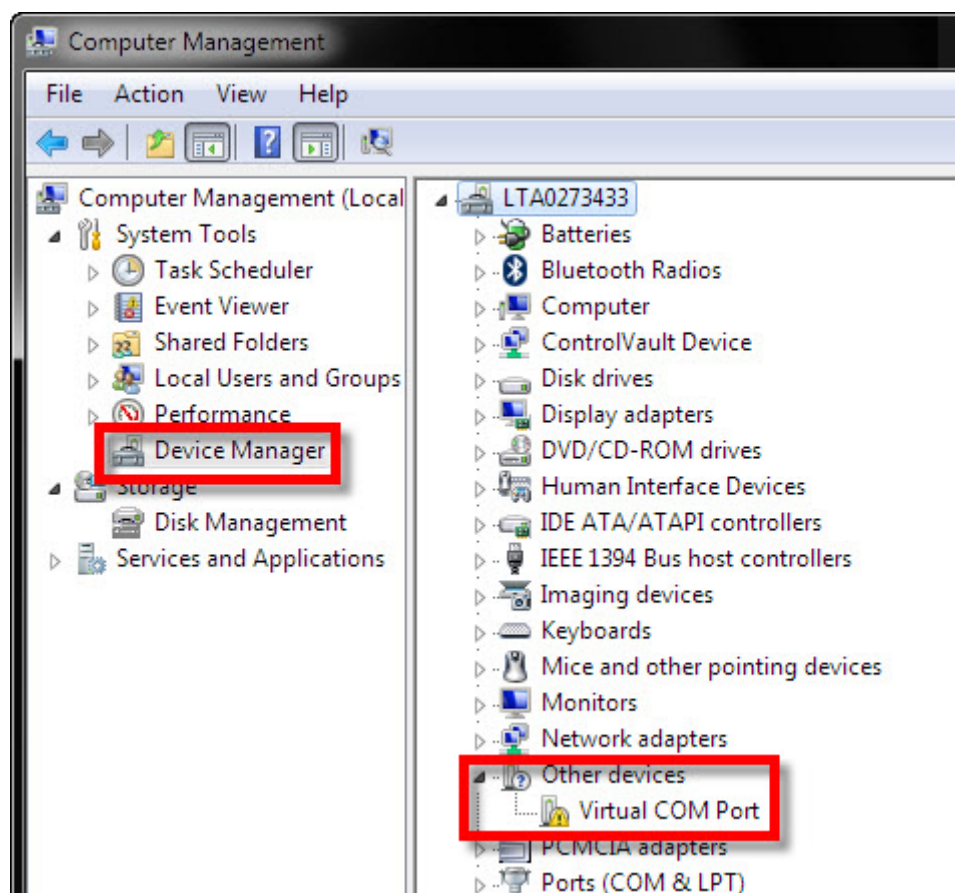 Computer Management
File Action View Help
Computer Management (Local
System Tools
Task Scheduler
Event Viewer
Shared Folders
Local Users and Groups
Performance
Device Manager
Storage
Disk Management
Services and Applications
LTA0273433
Batteries
Bluetooth Radios
Computer
ControlVault Device
Disk drives
Display adapters
DVD/CD-ROM drives
Human Interface Devices
IDE ATA/ATAPI controllers
IEEE 1394 Bus host controllers
Imaging devices
Keyboards
Mice and other pointing devices
Monitors
Network adapters
Other devices
Virtual COM Port
PCMCIA adapters
Ports (COM & LPT)